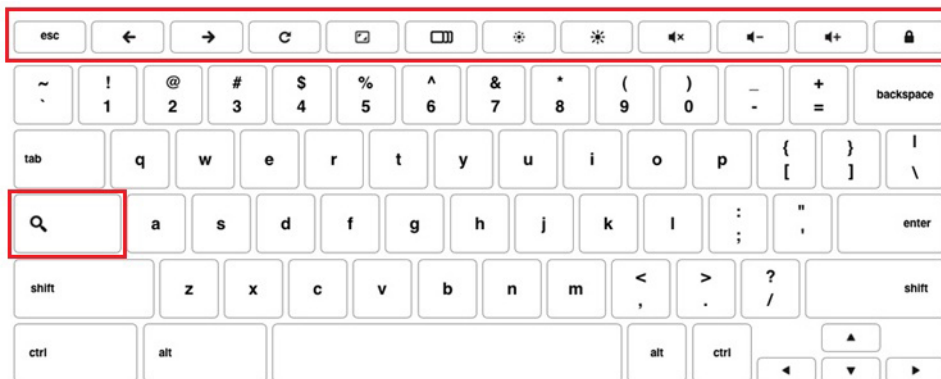 esc
~ ! @ # $ % ^ & * ( ) _ +
` 1 2 3 4 5 6 7 8 9 0 - = backspace
tab q w e r t y u i o p { [ } ] | \
a s d f g h j k l : ; " ' enter
shift z x c v b n m < , > . ? / shift
ctrl alt alt ctrl